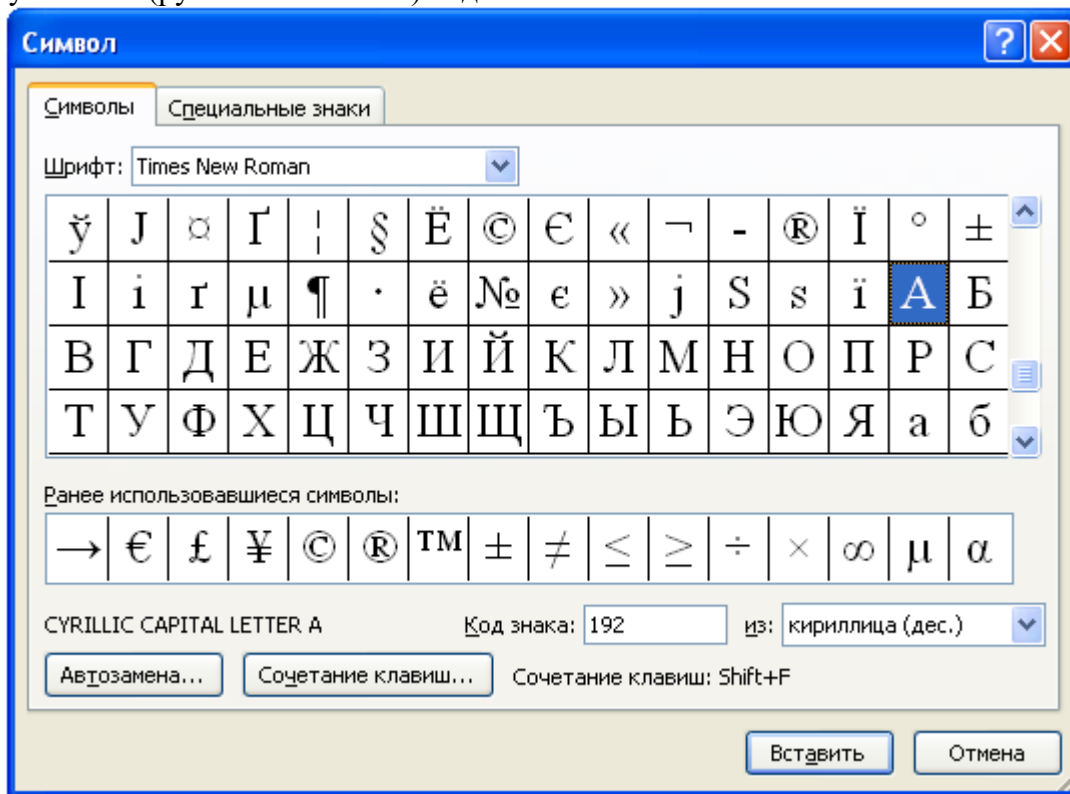 Символ
Символы Специальные знаки
Шрифт: Times New Roman
ў Ј ¤ Ґ ¦ § Ё © Є « ¬ - ® Ї ° ±
І і ґ µ ¶ · ё № є » ј Ѕ ѕ ї А Б
В Г Д Е Ж З И Й К Л М Н О П Р С
Т У Ф Х Ц Ч Ш Щ Ъ Ы Ь Э Ю Я а б
Ранее использовавшиеся символы:
→ € £ ¥ © ® ™ ± ≠ ≤ ≥ ÷ × ∞ µ α
CYRILLIC CAPITAL LETTER A Код знака: 192 из: кириллица (дес.)
Автозамена... Сочетание клавиш... Сочетание клавиш: Shift+F
Вставить Отмена